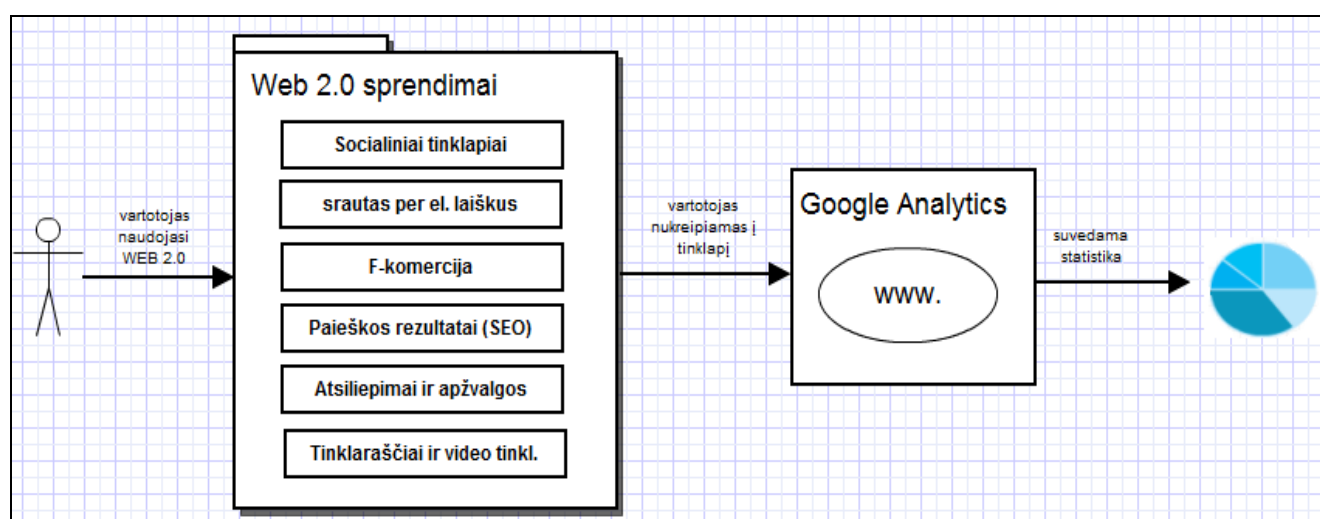 Web 2.0 sprendimai
Socialiniai tinklapiai
srautas per el. laiškus
F-komercija
Paieškos rezultatai (SEO)
Atsiliepimai ir apžvalgos
Tinklaraščiai ir video tinkl.
vartotojas
naudojasi
WEB 2.0
vartotojas
nukreipiamas į
tinklapį
Google Analytics
www.
suvedama
statistika